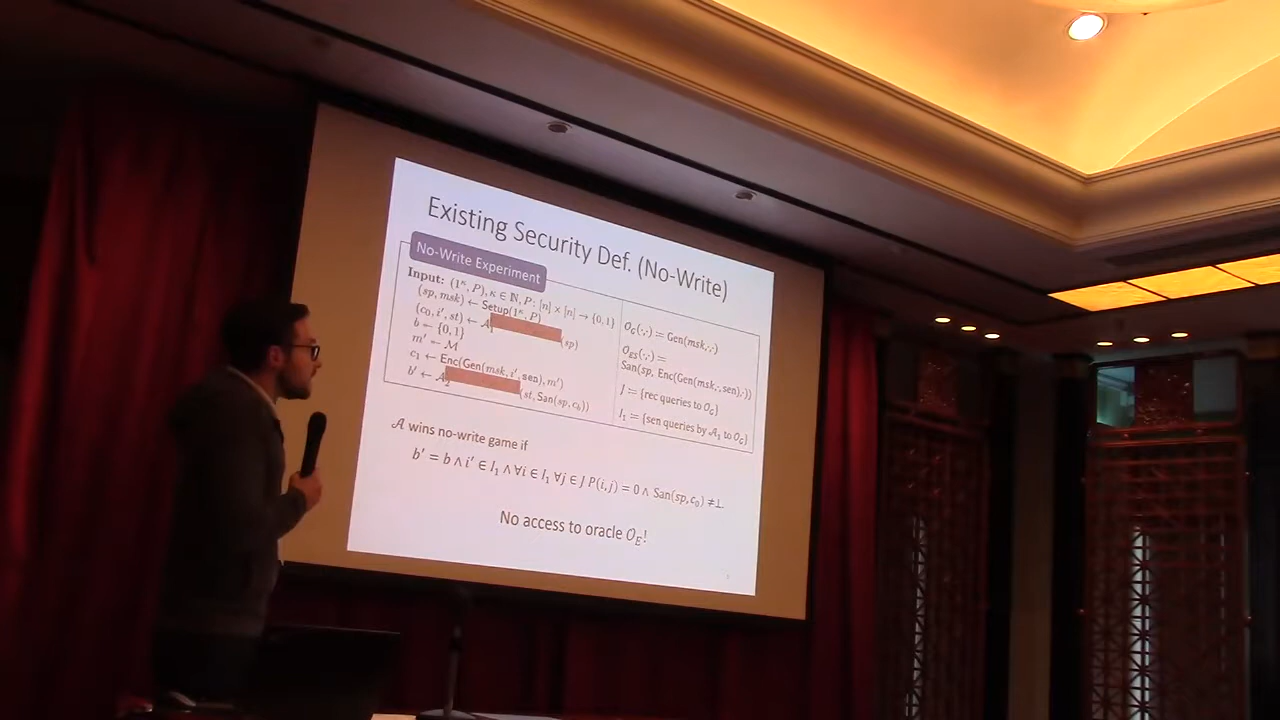 Existing Security Def. (No-Write)
No-Write Experiment
Input: (1^κ, P), κ ∈ ℕ, P: [n] × [n] → {0,1}
(sp, msk) ← Setup(1^κ, P)
(c₀, i′, st) ← 𝒜₁ (sp)
b ← {0,1}
m′ ← ℳ
c₁ ← Enc(Gen(msk, i′, sen), m′)
b′ ← 𝒜₂ (st, San(sp, c_b))
O_G(·,·) = Gen(msk,·,·)
O_ES(·,·) =
San(sp, Enc(Gen(msk,·, sen),·))
J = {rec queries to O_G}
I₁ = {sen queries by 𝒜₁ to O_G}
𝒜 wins no-write game if
b′ = b ∧ i′ ∈ I₁ ∧ ∀i ∈ I₁ ∀j ∈ J P(i, j) = 0 ∧ San(sp, c₀) ≠⊥
No access to oracle O_E!